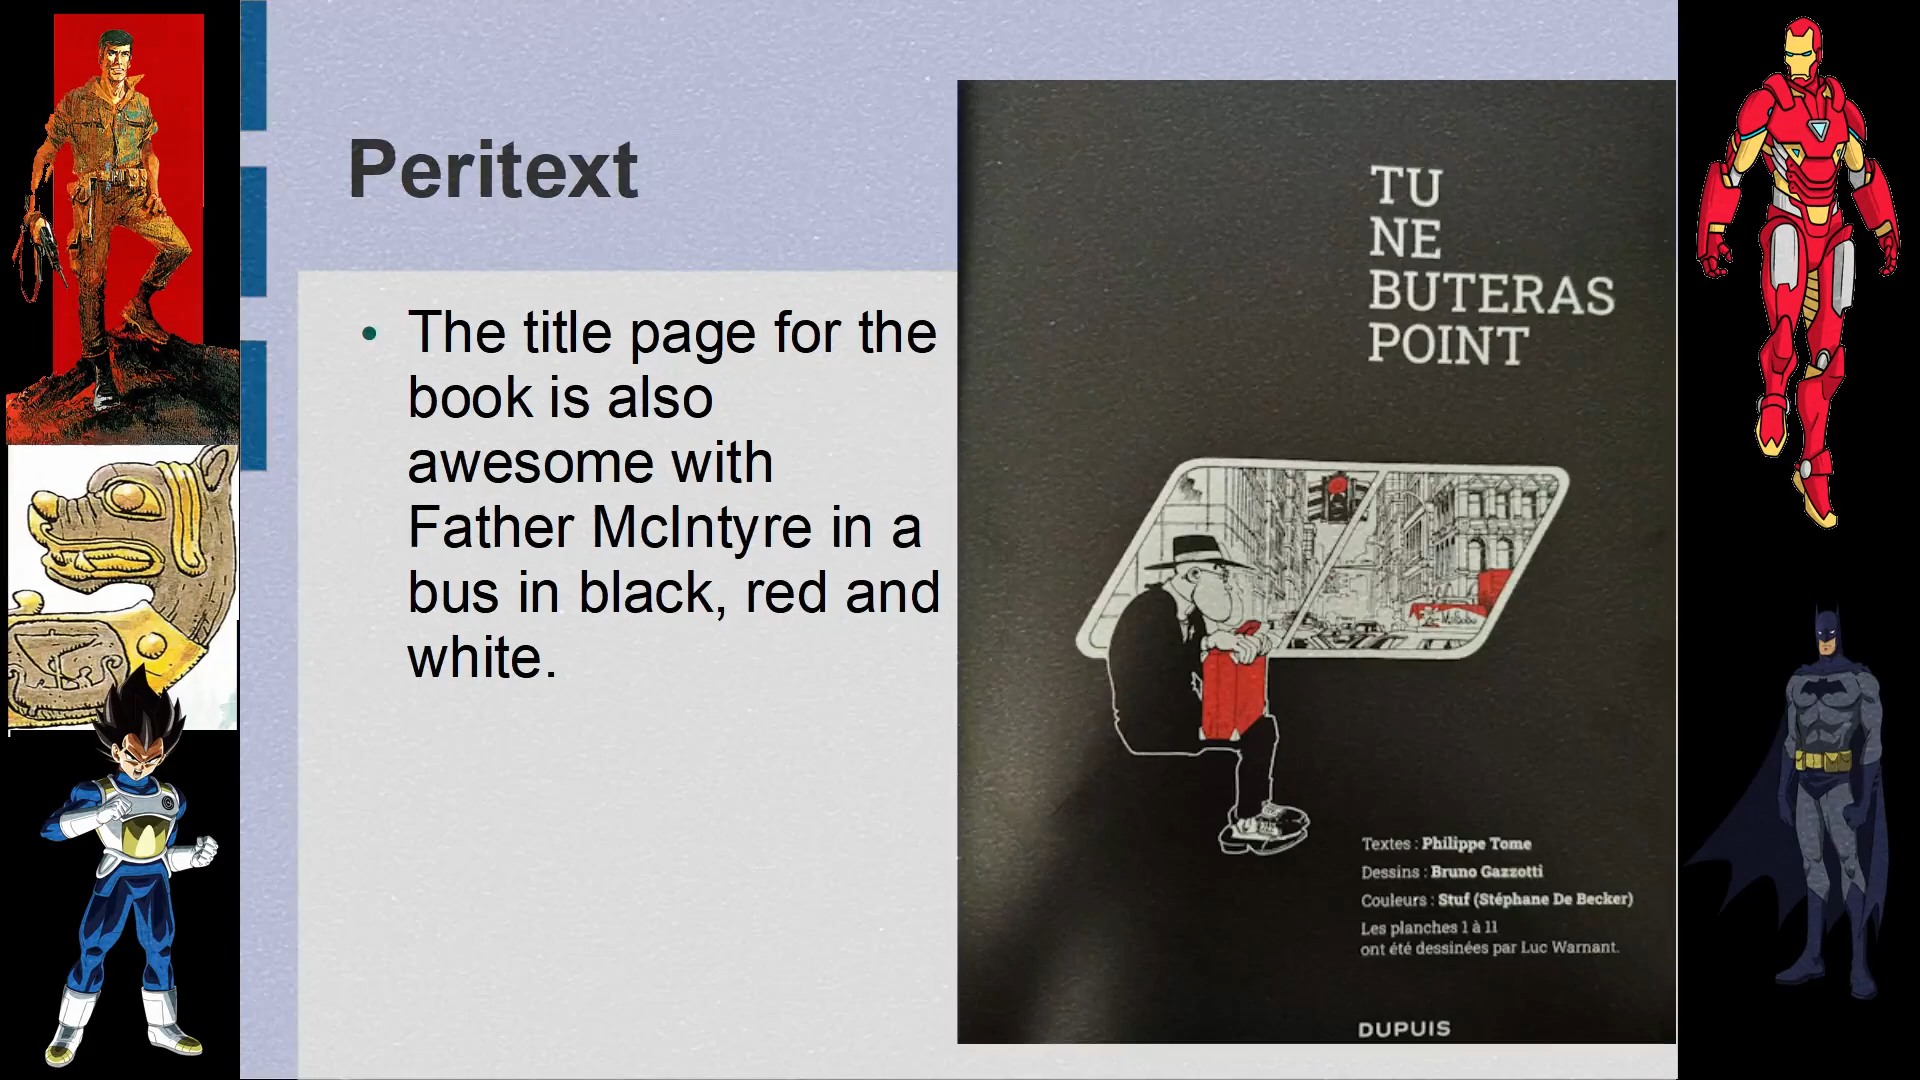 Peritext
• The title page for the
book is also
awesome with
Father McIntyre in a
bus in black, red and
white.
TU
NE
BUTERAS
POINT
Textes : Philippe Tome
Dessins : Bruno Gazzotti
Couleurs : Stuf (Stéphane De Becker)
Les planches 1 à 11
ont été dessinées par Luc Warnant.
DUPUIS